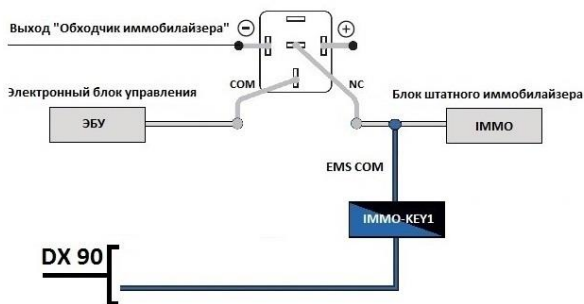 Выход "Обходчик иммобилайзера"
− +
COM NC
Электронный блок управления
Блок штатного иммобилайзера
ЭБУ
IMMO
EMS COM
IMMO-KEY1
DX 90